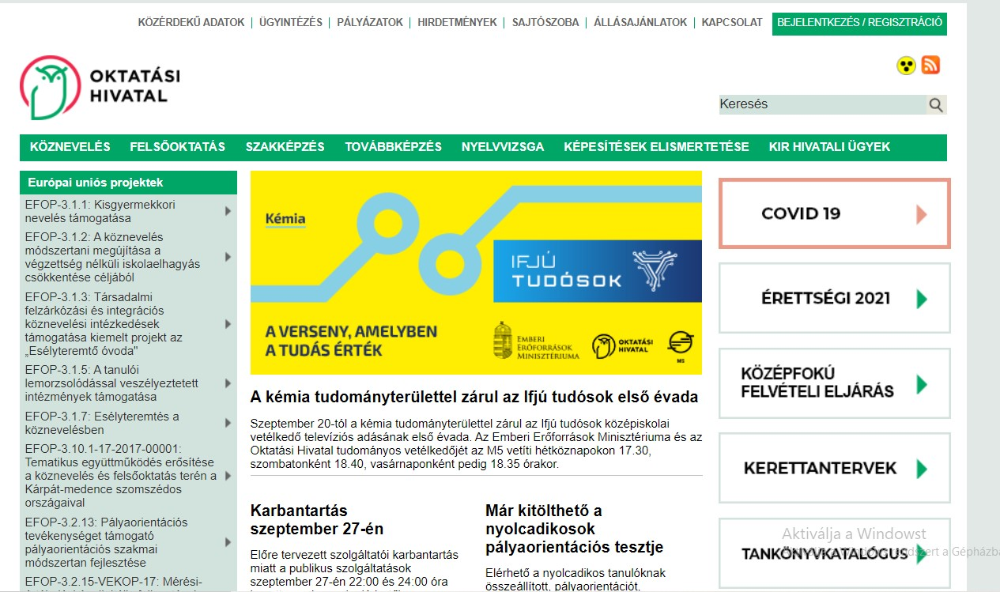 KÖZÉRDEKŰ ADATOK | ÜGYINTÉZÉS | PÁLYÁZATOK | HIRDETMÉNYEK | SAJTÓSZOBA | ÁLLÁSAJÁNLATOK | KAPCSOLAT BEJELENTKEZÉS / REGISZTRÁCIÓ
OKTATÁSI
HIVATAL
Keresés
KÖZNEVELÉS FELSŐOKTATÁS SZAKKÉPZÉS TOVÁBBKÉPZÉS NYELVVIZSGA KÉPESÍTÉSEK ELISMERTETÉSE KIR HIVATALI ÜGYEK
Európai uniós projektek
EFOP-3.1.1: Kisgyermekkori
nevelés támogatása
EFOP-3.1.2: A köznevelés
módszertani megújítása a
végzettség nélküli iskolaelhagyás
csökkentése céljából
EFOP-3.1.3: Társadalmi
felzárkózási és integrációs
köznevelési intézkedések
támogatása kiemelt projekt az
„Esélyteremtő óvoda"
EFOP-3.1.5: A tanulói
lemorzsolódással veszélyeztetett
intézmények támogatása
EFOP-3.1.7: Esélyteremtés a
köznevelésben
EFOP-3.10.1-17-2017-00001:
Tematikus együttműködés erősítése
a köznevelés és felsőoktatás terén a
Kárpát-medence szomszédos
országaival
EFOP-3.2.13: Pályaorientációs
tevékenységet támogató
pályaorientációs szakmai
módszertan fejlesztése
EFOP-3.2.15-VEKOP-17: Mérési-
Kémia
IFJÚ
TUDÓSOK
A VERSENY, AMELYBEN
A TUDÁS ÉRTÉK
EMBERI
ERŐFORRÁSOK
MINISZTÉRIUMA
OKTATÁSI
HIVATAL
M5
A kémia tudományterülettel zárul az Ifjú tudósok első évada
Szeptember 20-tól a kémia tudományterülettel zárul az Ifjú tudósok középiskolai
vetélkedő televíziós adásának első évada. Az Emberi Erőforrások Minisztériuma és az
Oktatási Hivatal tudományos vetélkedőjét az M5 vetíti hétköznapokon 17.30,
szombatonként 18.40, vasárnaponként pedig 18.35 órakor.
Karbantartás
szeptember 27-én
Előre tervezett szolgáltatói karbantartás
miatt a publikus szolgáltatások
szeptember 27-én 22:00 és 24:00 óra
Már kitölthető a
nyolcadikosok
pályaorientációs tesztje
Elérhető a nyolcadikos tanulóknak
összeállított, pályaorientációt,
COVID 19
ÉRETTSÉGI 2021
KÖZÉPFOKÚ
FELVÉTELI ELJÁRÁS
KERETTANTERVEK
TANKÖNYVKATALÓGUS
Aktiválja a Windowst